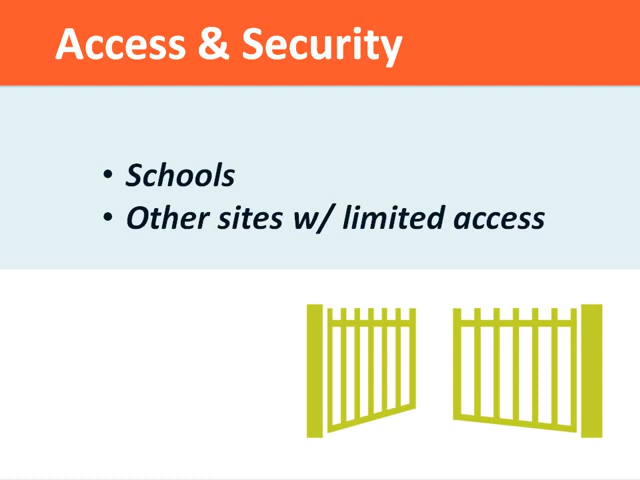 Access & Security
• Schools
• Other sites w/ limited access